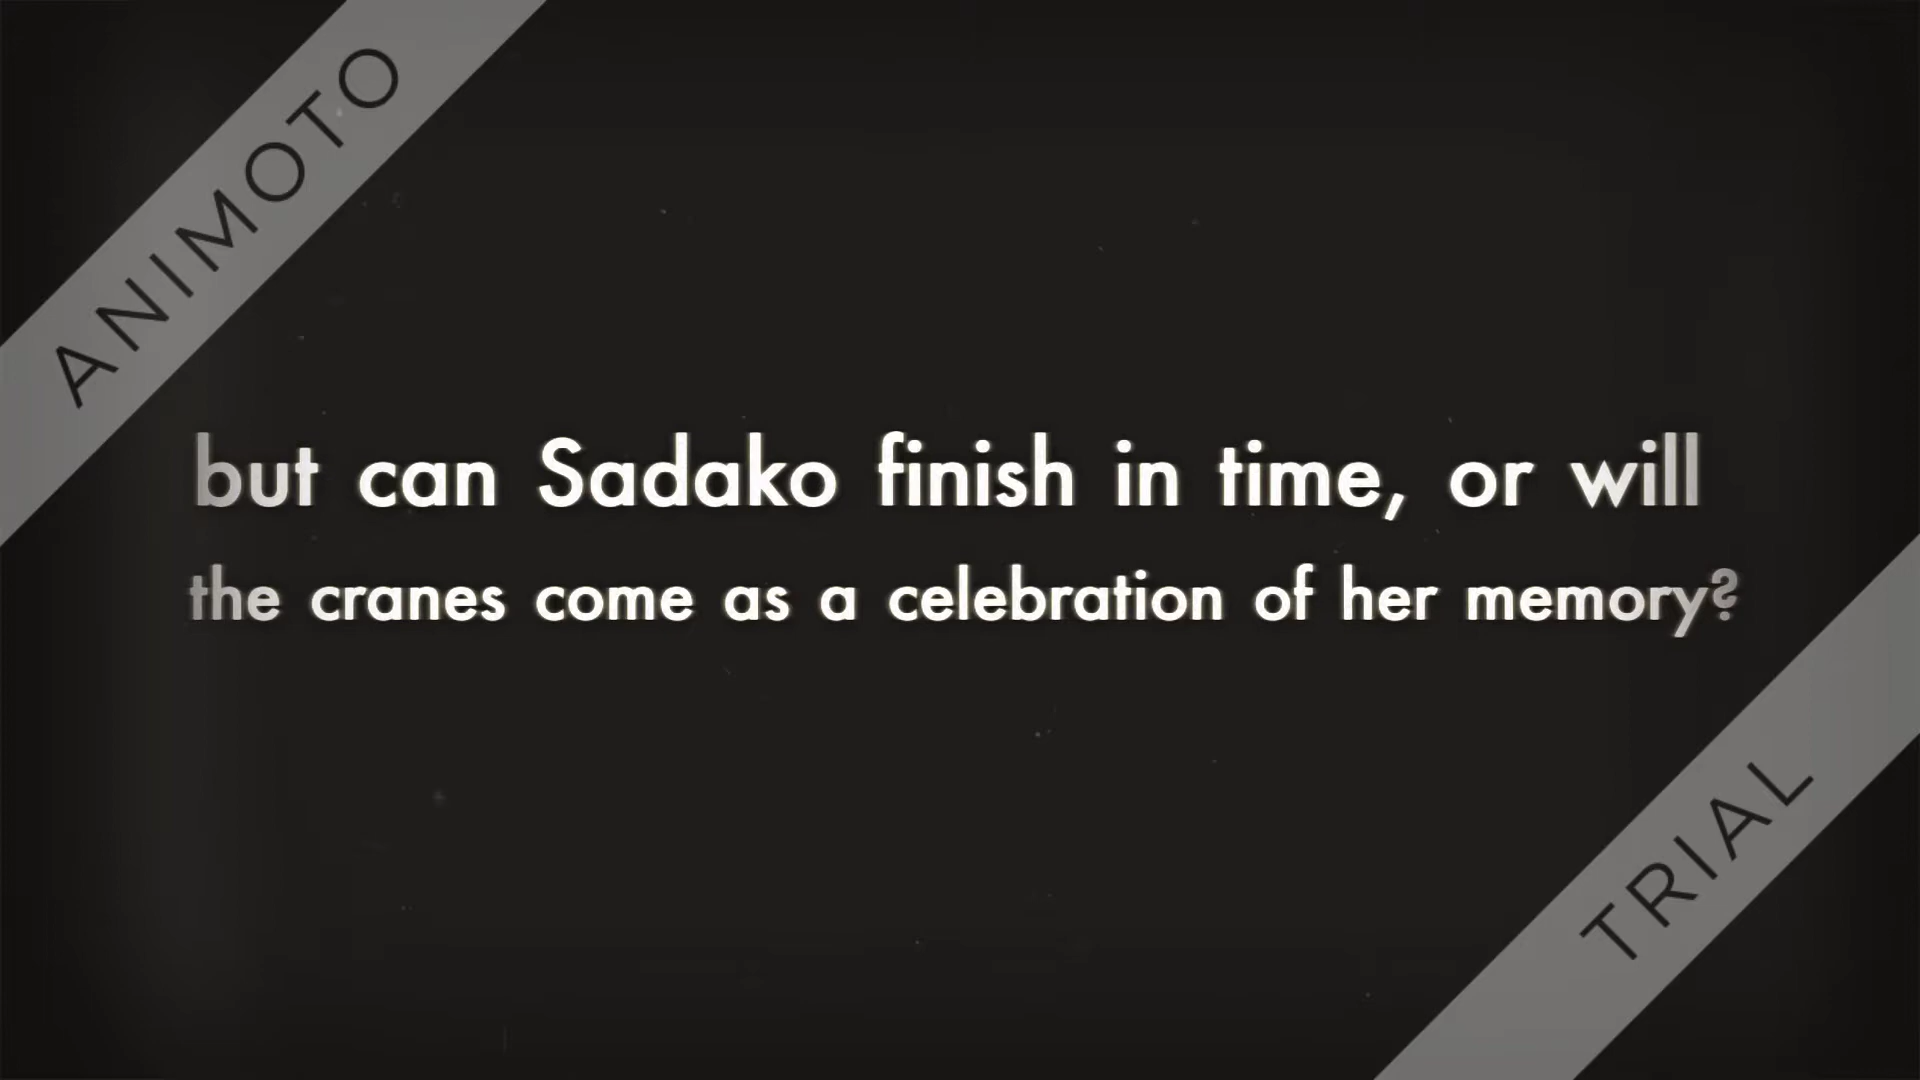 ANIMOTO
but can Sadako finish in time, or will
the cranes come as a celebration of her memory?
TRIAL